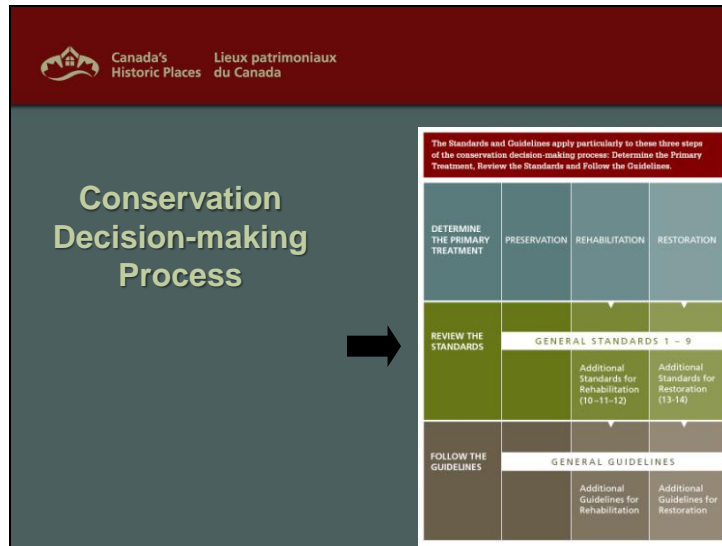 Canada's
Historic Places
Lieux patrimoniaux
du Canada
Conservation
Decision-making
Process
The Standards and Guidelines apply particularly to these three steps
of the conservation decision-making process: Determine the Primary
Treatment, Review the Standards and Follow the Guidelines.
DETERMINE
THE PRIMARY
TREATMENT
PRESERVATION
REHABILITATION
RESTORATION
REVIEW THE
STANDARDS
GENERAL STANDARDS 1 – 9
Additional
Standards for
Rehabilitation
(10–11–12)
Additional
Standards for
Restoration
(13-14)
FOLLOW THE
GUIDELINES
GENERAL GUIDELINES
Additional
Guidelines for
Rehabilitation
Additional
Guidelines for
Restoration